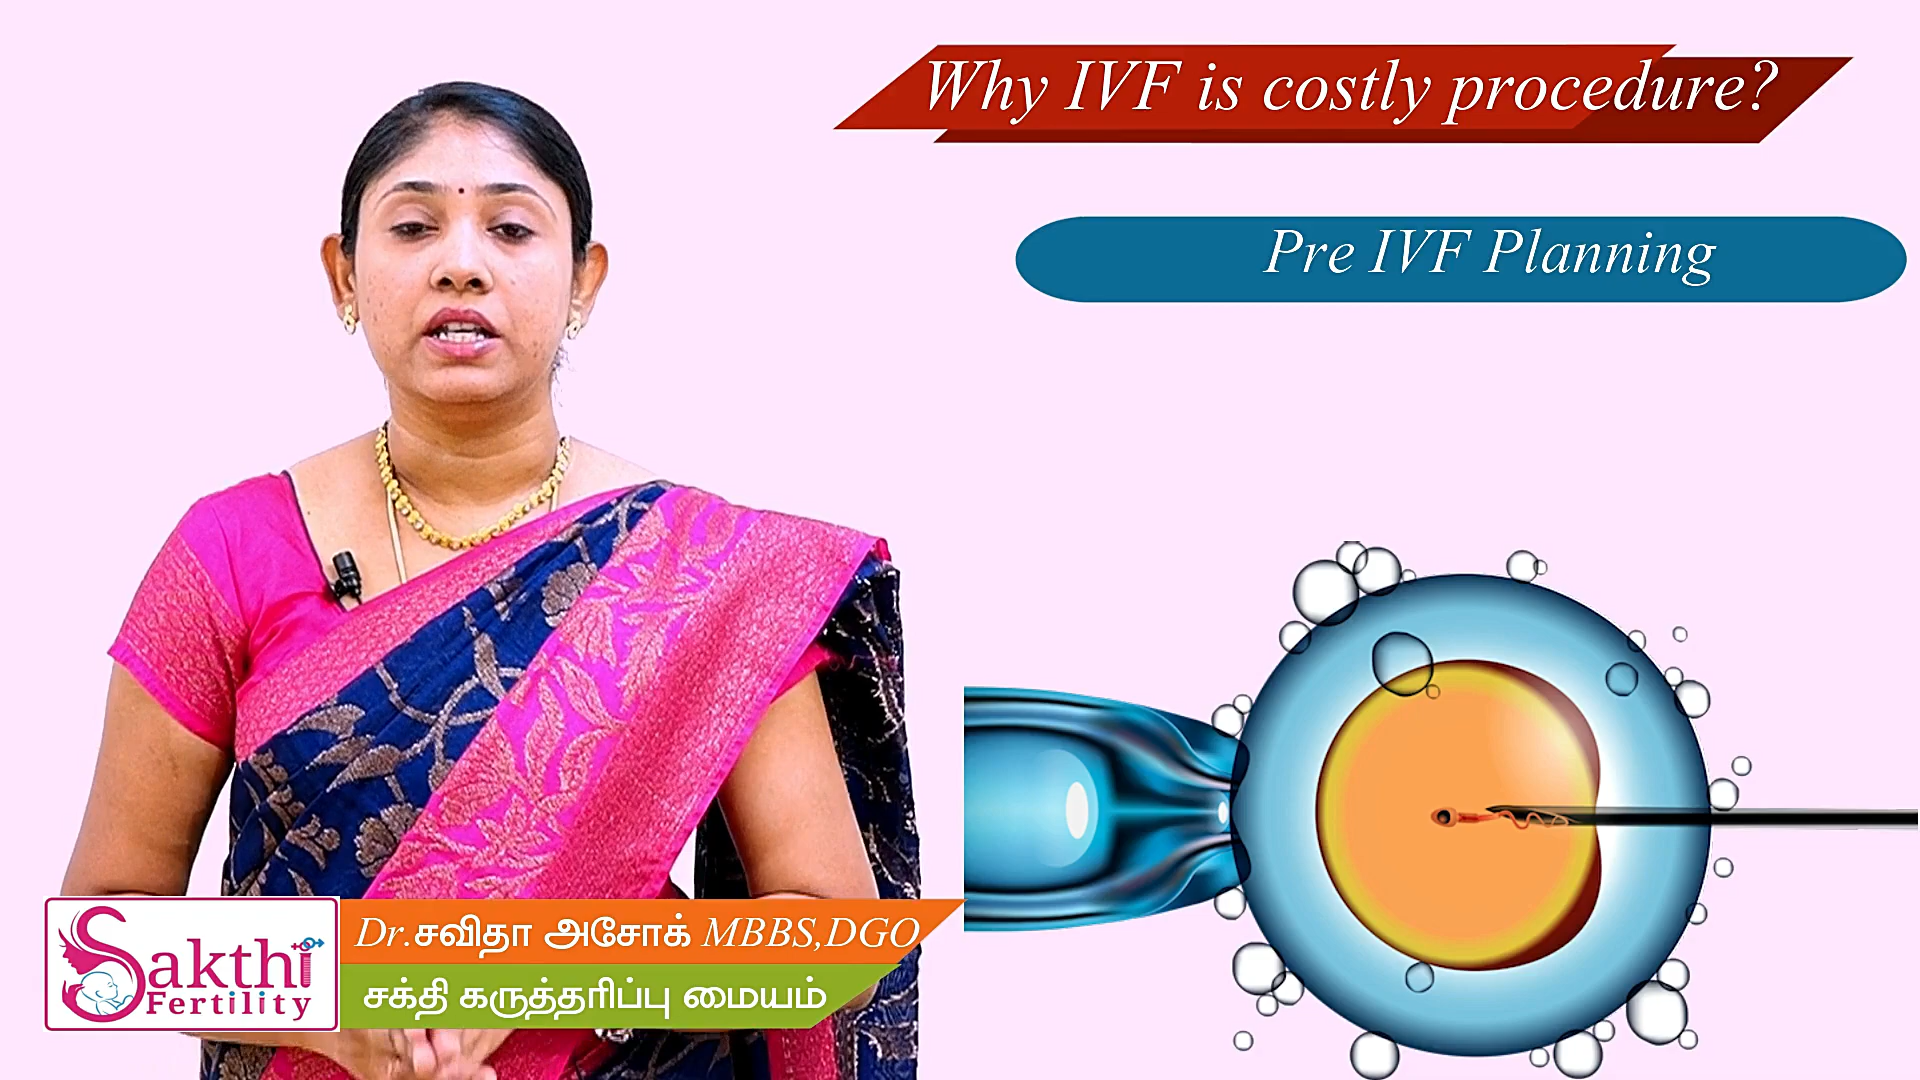 Why IVF is costly procedure?
Pre IVF Planning
Sakthi
Fertility
Dr.சவிதா அசோக் MBBS,DGO
சக்தி கருத்தரிப்பு மையம்